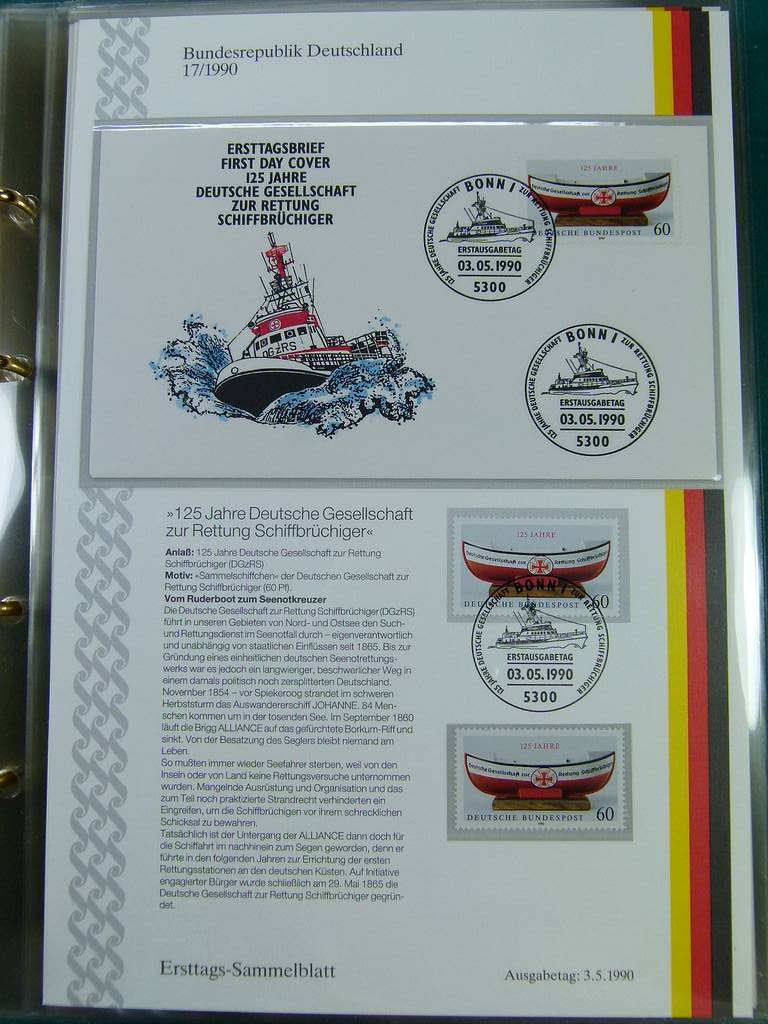 Bundesrepublik Deutschland
17/1990
ERSTTAGSBRIEF
FIRST DAY COVER
125 JAHRE
DEUTSCHE GESELLSCHAFT
ZUR RETTUNG
SCHIFFBRÜCHIGER
DGzRS
125 JAHRE
Deutsche Gesellschaft zur Rettung Schiffbrüchiger
DEUTSCHE BUNDESPOST 60
1990
125 JAHRE DEUTSCHE GESELLSCHAFT ZUR RETTUNG SCHIFFBRÜCHIGER
BONN 1
ERSTAUSGABETAG
03.05.1990
5300
125 JAHRE DEUTSCHE GESELLSCHAFT ZUR RETTUNG SCHIFFBRÜCHIGER
BONN 1
ERSTAUSGABETAG
03.05.1990
5300
»125 Jahre Deutsche Gesellschaft
zur Rettung Schiffbrüchiger«
Anlaß: 125 Jahre Deutsche Gesellschaft zur Rettung
Schiffbrüchiger (DGzRS)
Motiv: »Sammelschiffchen« der Deutschen Gesellschaft zur
Rettung Schiffbrüchiger (60 Pf).
Vom Ruderboot zum Seenotkreuzer
Die Deutsche Gesellschaft zur Rettung Schiffbrüchiger (DGzRS)
führt in unseren Gebieten von Nord- und Ostsee den Such-
und Rettungsdienst im Seenotfall durch – eigenverantwortlich
und unabhängig von staatlichen Einflüssen seit 1865. Bis zur
Gründung eines einheitlichen deutschen Seenotrettungs-
werks war es jedoch ein langwieriger, beschwerlicher Weg in
einem damals politisch noch zersplitterten Deutschland.
November 1854 – vor Spiekeroog strandet im schweren
Herbststurm das Auswandererschiff JOHANNE. 84 Men-
schen kommen um in der tosenden See. Im September 1860
läuft die Brigg ALLIANCE auf das gefürchtete Borkum-Riff und
sinkt. Von der Besatzung des Seglers bleibt niemand am
Leben.
So mußten immer wieder Seefahrer sterben, weil von den
Inseln oder von Land keine Rettungsversuche unternommen
wurden. Mangelnde Ausrüstung und Organisation und das
zum Teil noch praktizierte Strandrecht verhinderten ein
Eingreifen, um die Schiffbrüchigen vor ihrem schrecklichen
Schicksal zu bewahren.
Tatsächlich ist der Untergang der ALLIANCE dann doch für
die Schiffahrt im nachhinein zum Segen geworden, denn er
führte in den folgenden Jahren zur Errichtung der ersten
Rettungsstationen an den deutschen Küsten. Auf Initiative
engagierter Bürger wurde schließlich am 29. Mai 1865 die
Deutsche Gesellschaft zur Rettung Schiffbrüchiger gegrün-
det.
125 JAHRE
Deutsche Gesellschaft zur Rettung Schiffbrüchiger
DEUTSCHE BUNDESPOST 60
125 JAHRE DEUTSCHE GESELLSCHAFT ZUR RETTUNG SCHIFFBRÜCHIGER
BONN 1
ERSTAUSGABETAG
03.05.1990
5300
125 JAHRE
Deutsche Gesellschaft zur Rettung Schiffbrüchiger
DEUTSCHE BUNDESPOST 60
1990
Ersttags-Sammelblatt
Ausgabetag: 3.5.1990